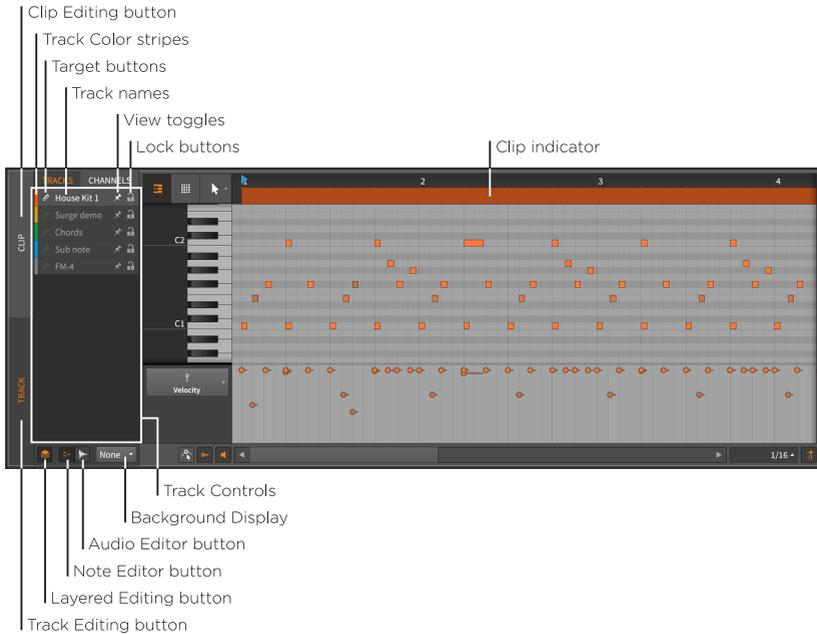 Clip Editing button
Track Color stripes
Target buttons
Track names
View toggles
Lock buttons
Clip indicator
TRACKS CHANNELS
1 2 3 4
House Kit 1
Surge demo
Chords
Sub note
FM-4
CLIP
TRACK
C2
C1
Velocity
None
1/16
Track Controls
Background Display
Audio Editor button
Note Editor button
Layered Editing button
Track Editing button